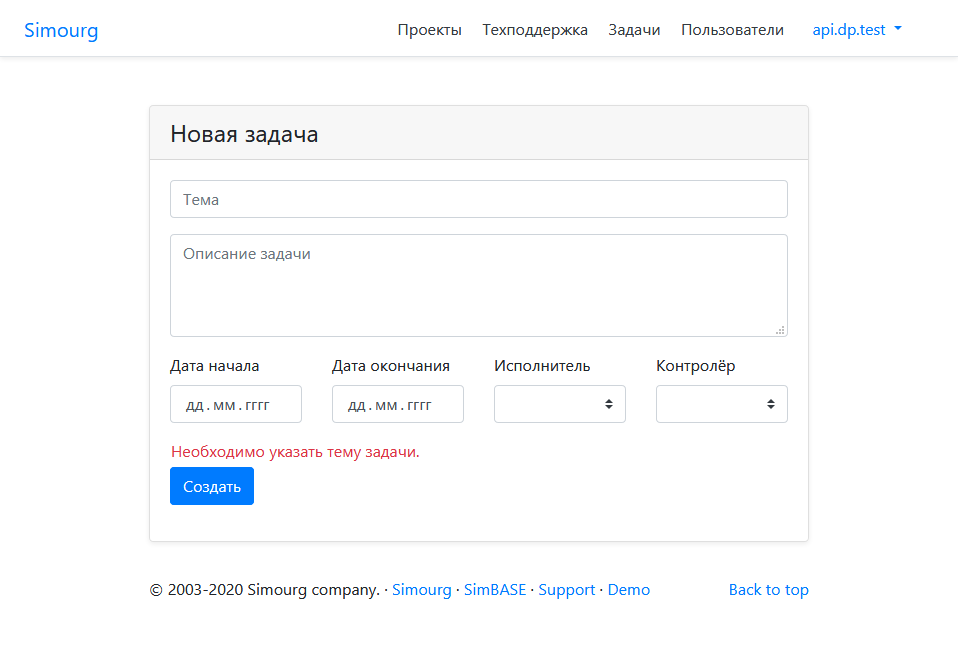 Simourg Проекты Техподдержка Задачи Пользователи api.dp.test
Новая задача
Тема
Описание задачи
Дата начала Дата окончания Исполнитель Контролёр
дд.мм.гггг дд.мм.гггг
Необходимо указать тему задачи.
Создать
© 2003-2020 Simourg company. · Simourg · SimBASE · Support · Demo Back to top